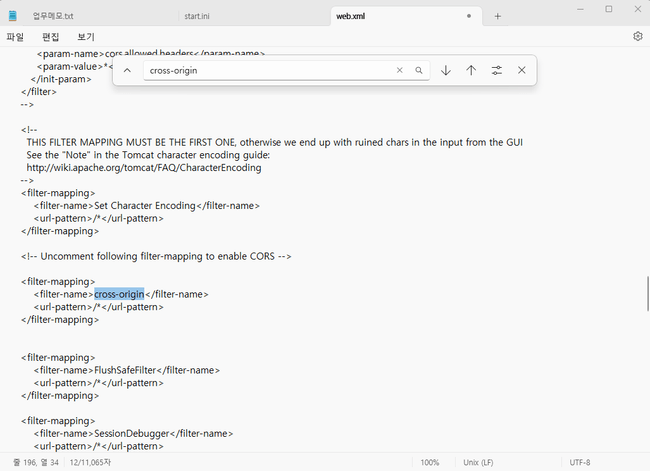 업무메모.txt
start.ini
web.xml
파일 편집 보기
<param-name>cors.allowed.headers</param-name>
<param-value>*<
cross-origin
</init-param>
</filter>
-->
<!--
THIS FILTER MAPPING MUST BE THE FIRST ONE, otherwise we end up with ruined chars in the input from the GUI
See the "Note" in the Tomcat character encoding guide:
http://wiki.apache.org/tomcat/FAQ/CharacterEncoding
-->
<filter-mapping>
<filter-name>Set Character Encoding</filter-name>
<url-pattern>/*</url-pattern>
</filter-mapping>
<!-- Uncomment following filter-mapping to enable CORS -->
<filter-mapping>
<filter-name>cross-origin</filter-name>
<url-pattern>/*</url-pattern>
</filter-mapping>
<filter-mapping>
<filter-name>FlushSafeFilter</filter-name>
<url-pattern>/*</url-pattern>
</filter-mapping>
<filter-mapping>
<filter-name>SessionDebugger</filter-name>
<url-pattern>/*</url-pattern>
줄 196, 열 34 12/11,065자 100% Unix (LF) UTF-8